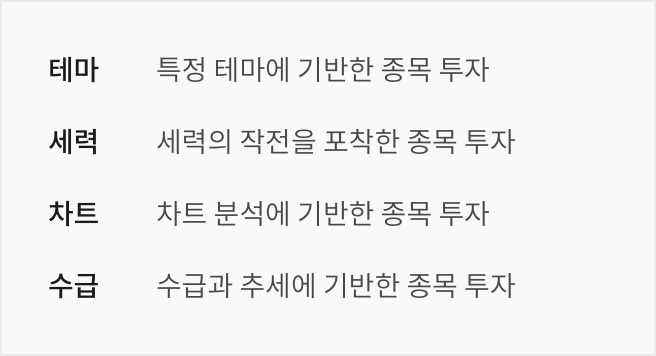 테마 특정 테마에 기반한 종목 투자
세력 세력의 작전을 포착한 종목 투자
차트 차트 분석에 기반한 종목 투자
수급 수급과 추세에 기반한 종목 투자